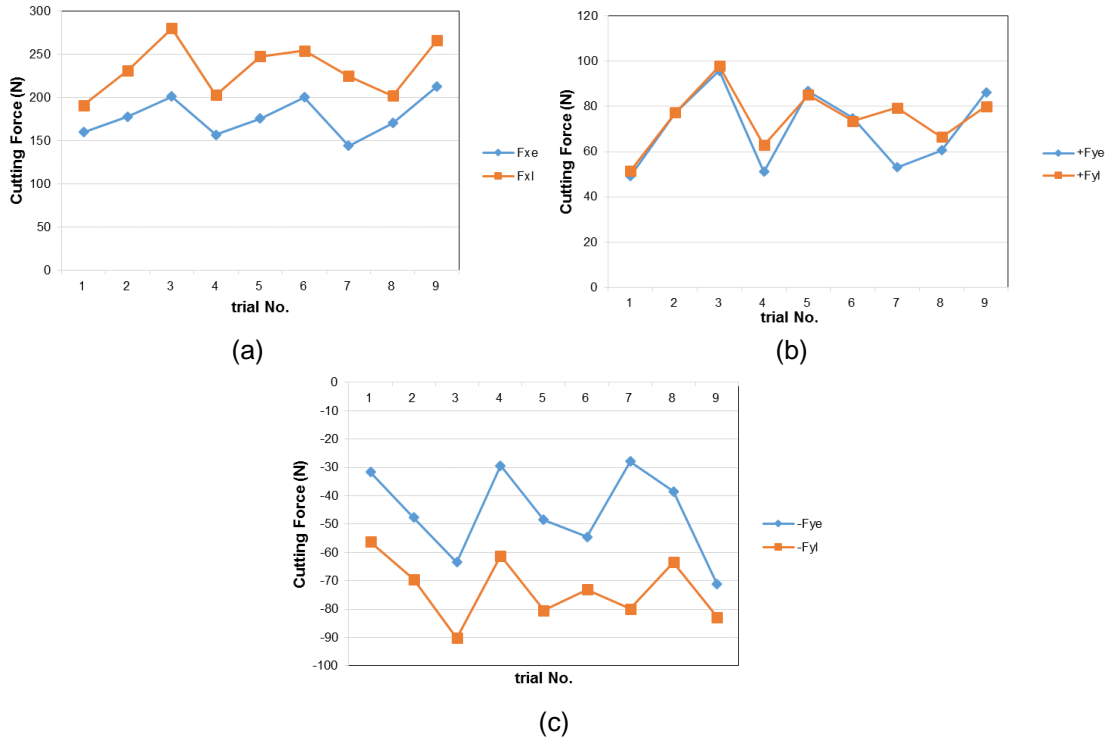 300
250
200
150
100
50
0
Cutting Force (N)
1 2 3 4 5 6 7 8 9
trial No.
Fxe
Fxl
(a)
120
100
80
60
40
20
0
Cutting Force (N)
1 2 3 4 5 6 7 8 9
trial No.
+Fye
+Fyl
(b)
0
-10
-20
-30
-40
-50
-60
-70
-80
-90
-100
Cutting Force (N)
1 2 3 4 5 6 7 8 9
trial No.
-Fye
-Fyl
(c)